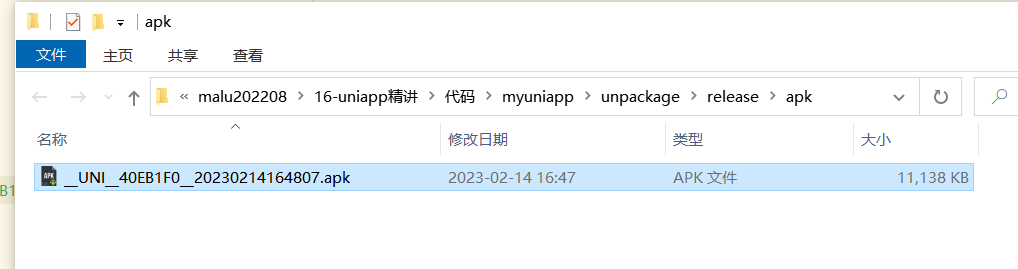 apk
文件 主页 共享 查看
« malu202208 > 16-uniapp精讲 > 代码 > myuniapp > unpackage > release > apk
名称 修改日期 类型 大小
__UNI__40EB1F0__20230214164807.apk 2023-02-14 16:47 APK 文件 11,138 KB
B1